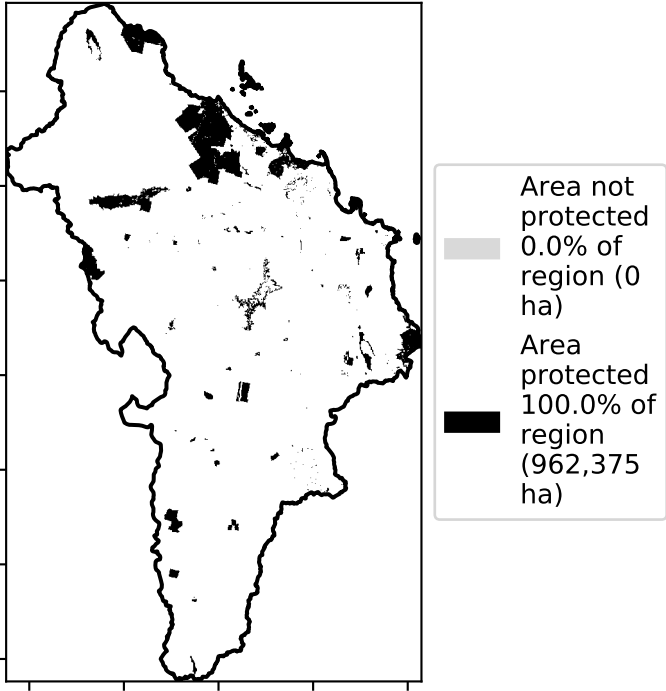 Area not
protected
0.0% of
region (0
ha)
Area
protected
100.0% of
region
(962,375
ha)